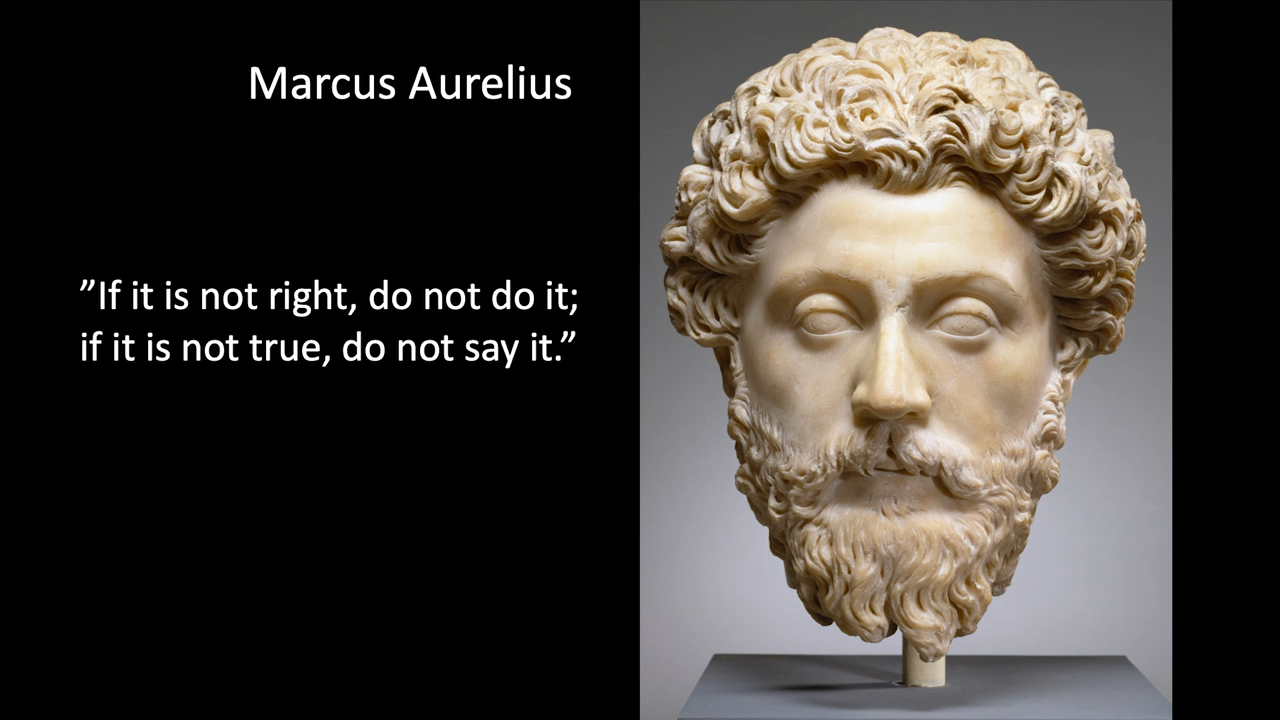 Marcus Aurelius
”If it is not right, do not do it;
if it is not true, do not say it.”